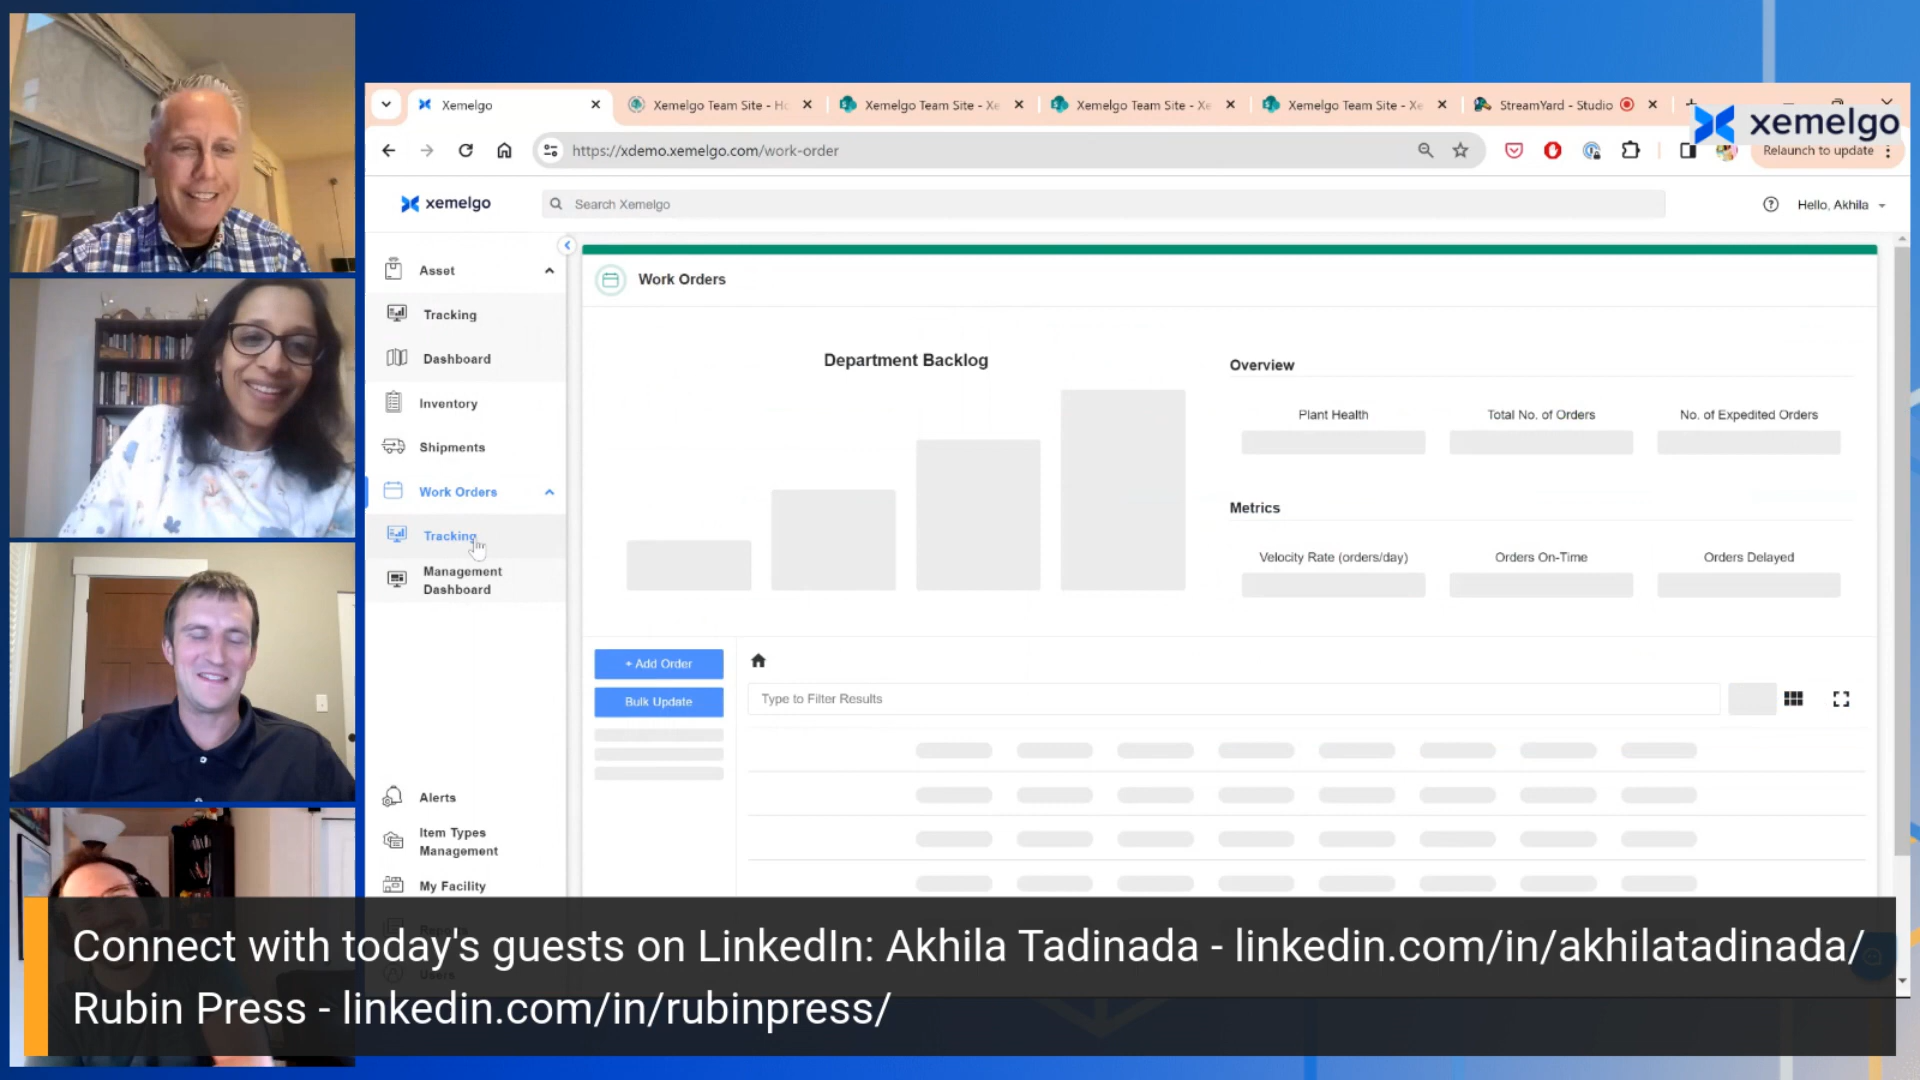 Xemelgo
Xemelgo Team Site - Ho
Xemelgo Team Site - Xe
Xemelgo Team Site - Xe
Xemelgo Team Site - Xe
StreamYard - Studio
xemelgo
https://xdemo.xemelgo.com/work-order
Relaunch to update
xemelgo
Search Xemelgo
Hello, Akhila
Asset
Tracking
Dashboard
Inventory
Shipments
Work Orders
Tracking
Management
Dashboard
Alerts
Item Types
Management
My Facility
Work Orders
Department Backlog
Overview
Plant Health
Total No. of Orders
No. of Expedited Orders
Metrics
Velocity Rate (orders/day)
Orders On-Time
Orders Delayed
+ Add Order
Bulk Update
Type to Filter Results
Connect with today's guests on LinkedIn: Akhila Tadinada - linkedin.com/in/akhilatadinada/
Rubin Press - linkedin.com/in/rubinpress/